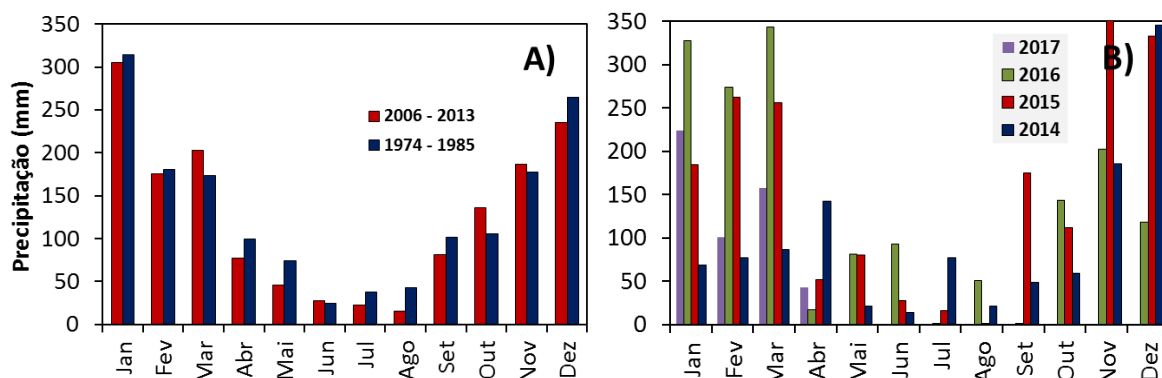 Precipitação (mm)
350
300
250
200
150
100
50
0
A)
2006 - 2013
1974 - 1985
Jan
Fev
Mar
Abr
Mai
Jun
Jul
Ago
Set
Out
Nov
Dez
350
300
250
200
150
100
50
0
B)
2017
2016
2015
2014
Jan
Fev
Mar
Abr
Mai
Jun
Jul
Ago
Set
Out
Nov
Dez